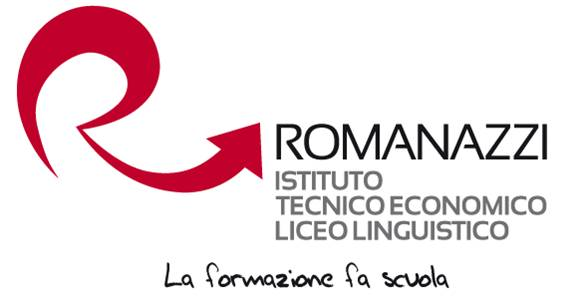 ROMANAZZI
ISTITUTO
TECNICO ECONOMICO
LICEO LINGUISTICO
La formazione fa scuola